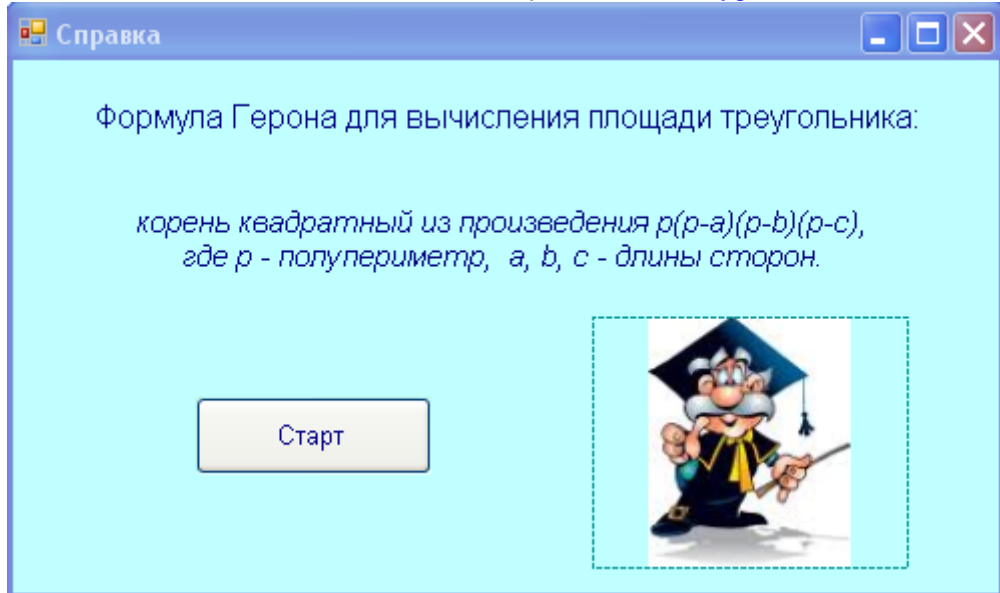 Справка
Формула Герона для вычисления площади треугольника:
корень квадратный из произведения p(p-a)(p-b)(p-c),
где p - полупериметр, a, b, c - длины сторон.
Старт